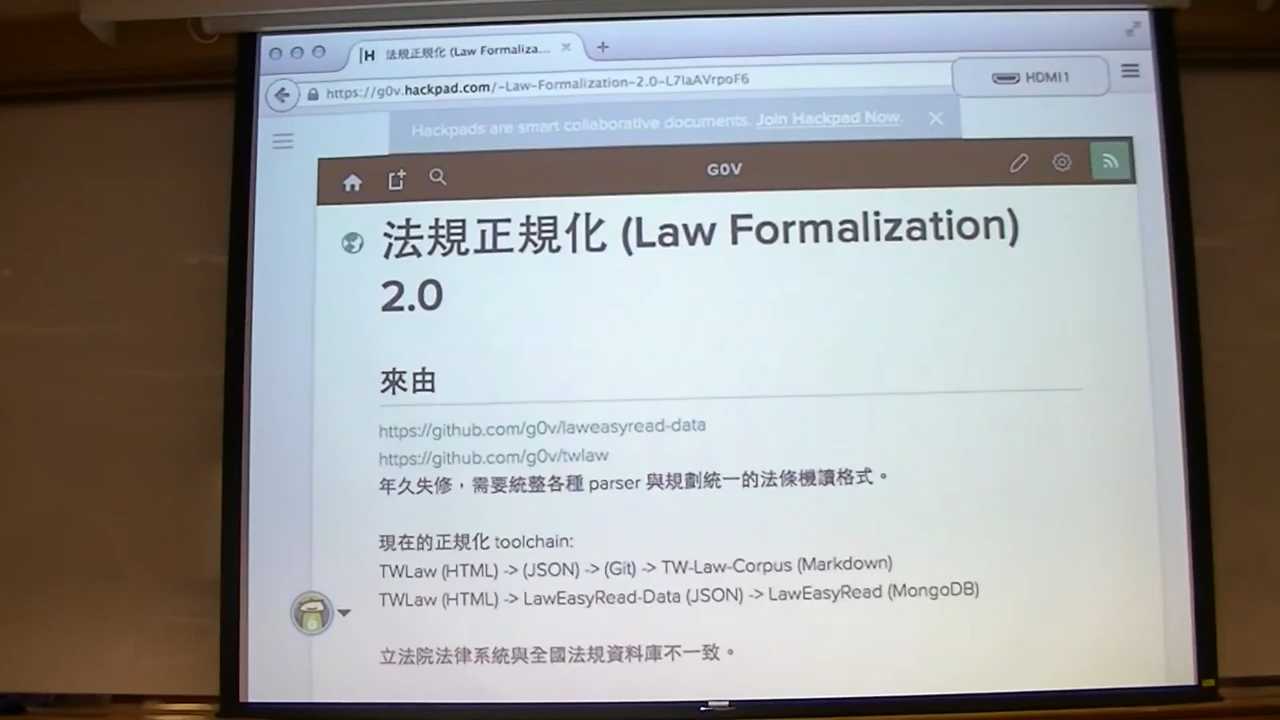 H 法規正規化 (Law Formaliza...
https://g0v.hackpad.com/-Law-Formalization-2.0-L7laAVrpoF6
HDMI1
Hackpads are smart collaborative documents. Join Hackpad Now.
G0V
法規正規化 (Law Formalization)
2.0
來由
https://github.com/g0v/laweasyread-data
https://github.com/g0v/twlaw
年久失修，需要統整各種 parser 與規劃統一的法條機讀格式。
現在的正規化 toolchain:
TWLaw (HTML) -> (JSON) -> (Git) -> TW-Law-Corpus (Markdown)
TWLaw (HTML) -> LawEasyRead-Data (JSON) -> LawEasyRead (MongoDB)
6
立法院法律系統與全國法規資料庫不一致。